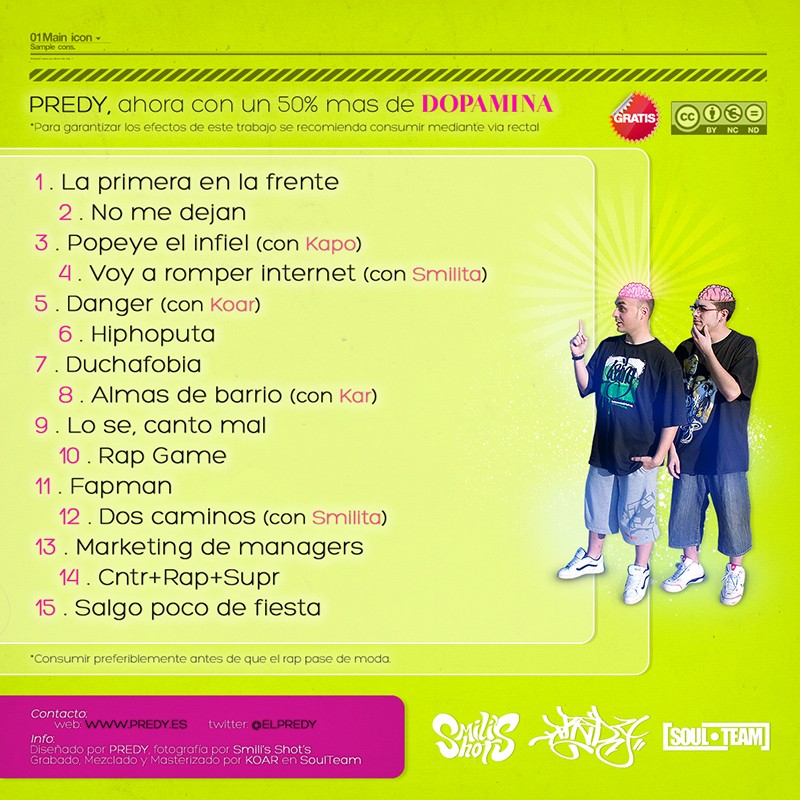 01 Main icon
Sample cons.
PREDY, ahora con un 50% mas de DOPAMINA
*Para garantizar los efectos de este trabajo se recomienda consumir mediante via rectal
GRATIS
cc
BY NC ND
1 . La primera en la frente
2 . No me dejan
3 . Popeye el infiel (con Kapo)
4 . Voy a romper internet (con Smilita)
5 . Danger (con Koar)
6 . Hiphoputa
7 . Duchafobia
8 . Almas de barrio (con Kar)
9 . Lo se, canto mal
10 . Rap Game
11 . Fapman
12 . Dos caminos (con Smilita)
13 . Marketing de managers
14 . Cntr+Rap+Supr
15 . Salgo poco de fiesta
*Consumir preferiblemente antes de que el rap pase de moda.
Contacto:
web: WWW.PREDY.ES twitter: @ELPREDY
Info:
Diseñado por PREDY, fotografía por Smili's Shot's
Grabado, Mezclado y Masterizado por KOAR en SoulTeam
SMILI'S SHOT'S
[SOUL•TEAM]